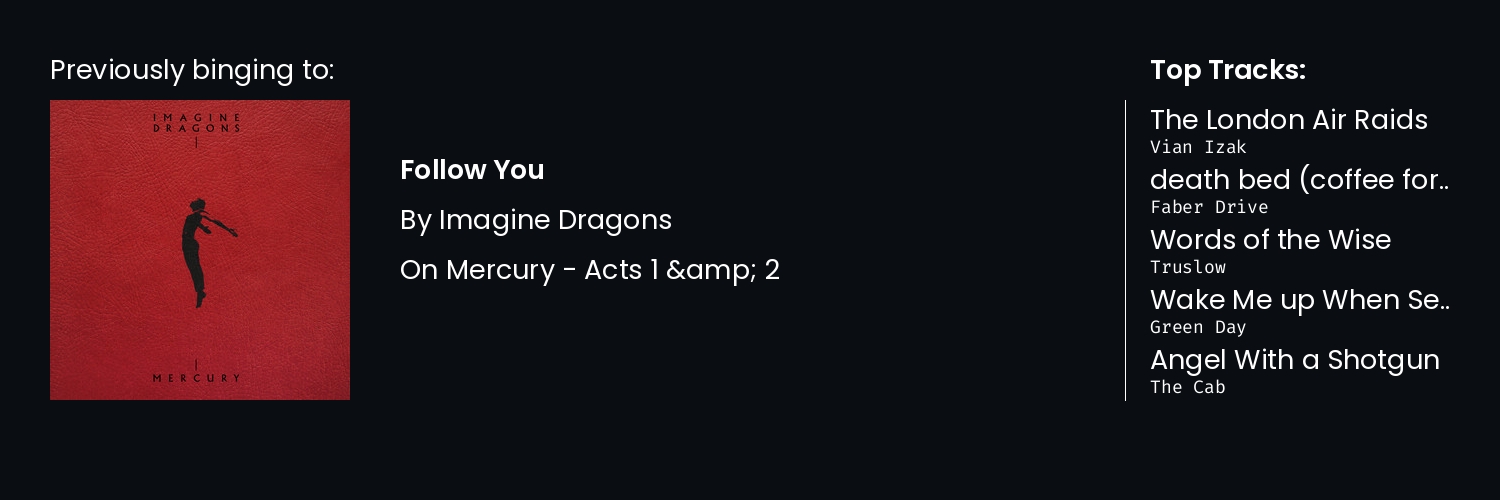 Previously binging to:
IMAGINE
DRAGONS
MERCURY
Follow You
By Imagine Dragons
On Mercury - Acts 1 &amp; 2
Top Tracks:
The London Air Raids
Vian Izak
death bed (coffee for..
Faber Drive
Words of the Wise
Truslow
Wake Me up When Se..
Green Day
Angel With a Shotgun
The Cab